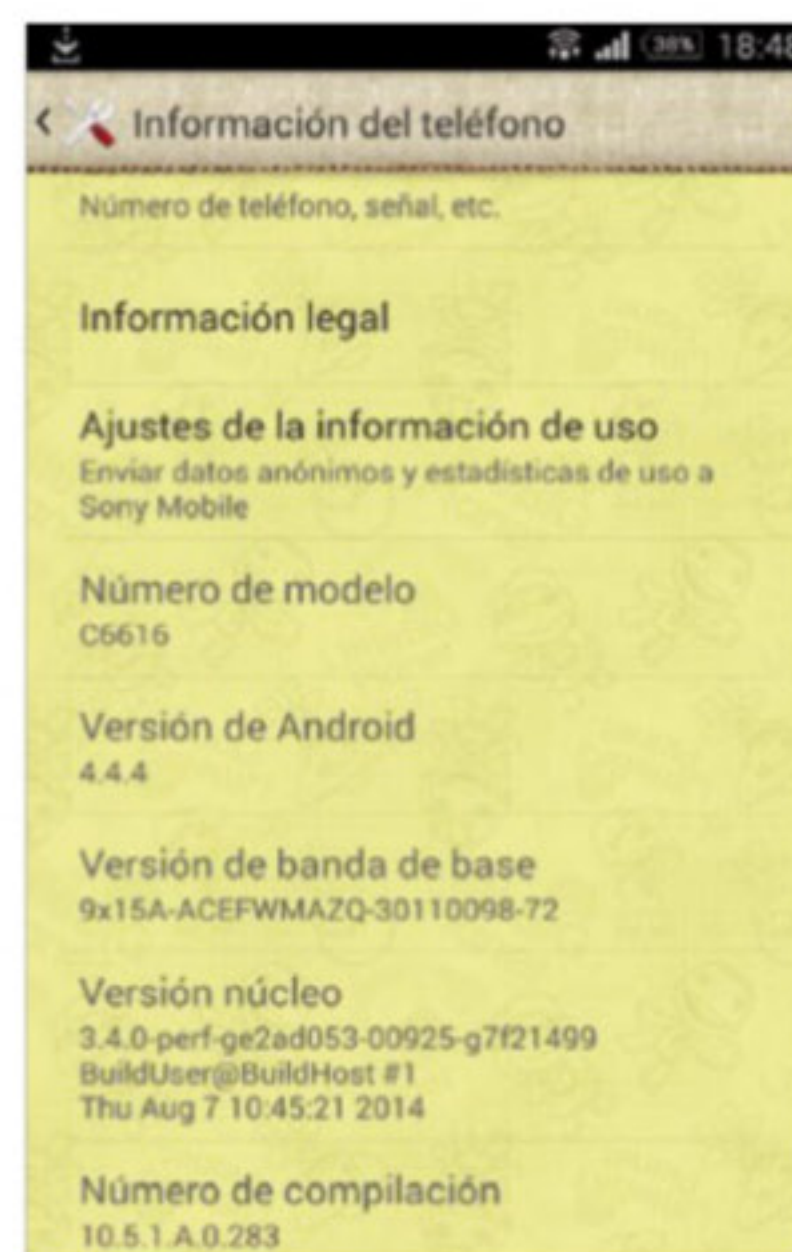 38% 18:48
Información del teléfono
Número de teléfono, señal, etc.
Información legal
Ajustes de la información de uso
Enviar datos anónimos y estadísticas de uso a
Sony Mobile
Número de modelo
C6616
Versión de Android
4.4.4
Versión de banda de base
9x15A-ACEFWMAZQ-30110098-72
Versión núcleo
3.4.0-perf-ge2ad053-00925-g7f21499
BuildUser@BuildHost #1
Thu Aug 7 10:45:21 2014
Número de compilación
10.5.1.A.0.283